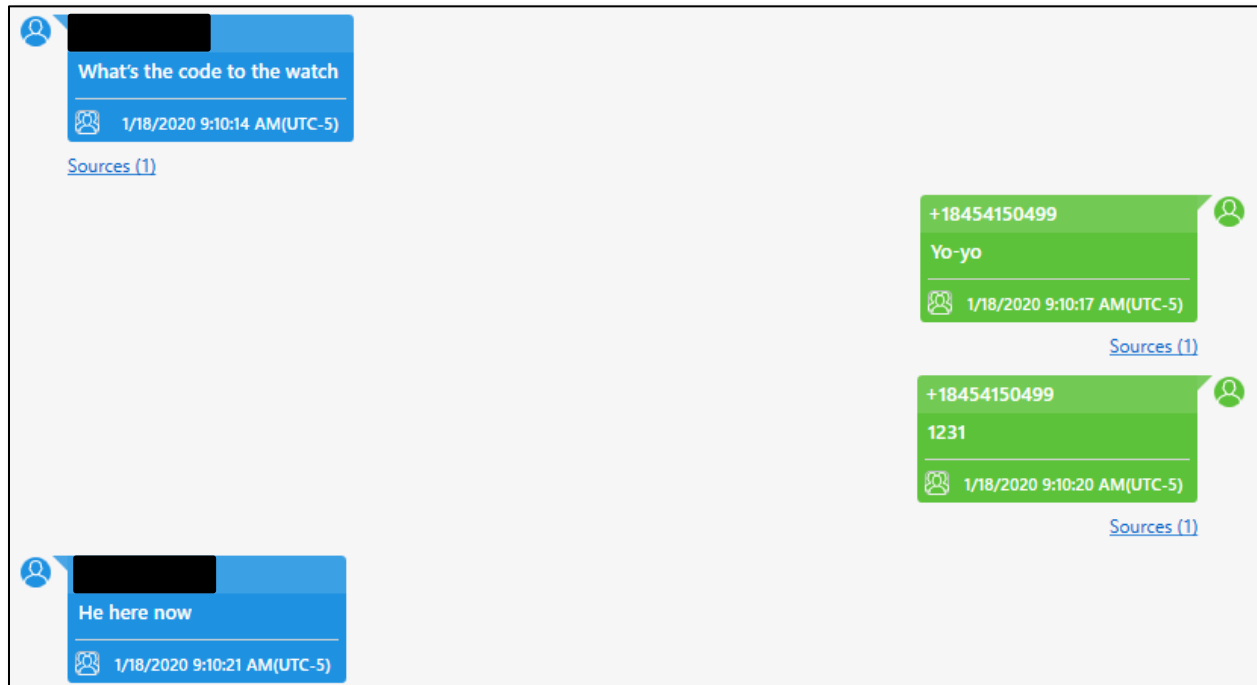 What's the code to the watch
1/18/2020 9:10:14 AM(UTC-5)
Sources (1)
+18454150499
Yo-yo
1/18/2020 9:10:17 AM(UTC-5)
Sources (1)
+18454150499
1231
1/18/2020 9:10:20 AM(UTC-5)
Sources (1)
He here now
1/18/2020 9:10:21 AM(UTC-5)